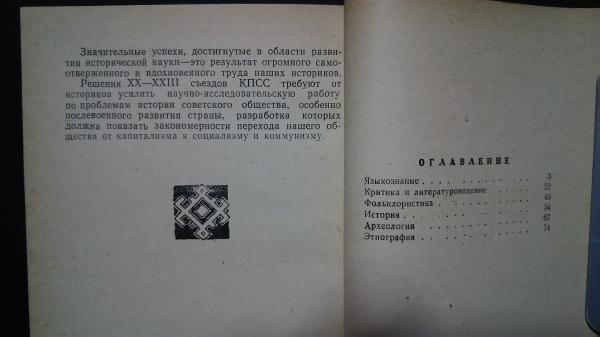 Значительные успехи, достигнутые в области разви-
тия исторической науки—это результат огромного само-
отверженного и вдохновенного труда наших историков.
Решения XX—XXIII съездов КПСС требуют от
историков усилить научно-исследовательскую работу
по проблемам истории советского общества, особенно
послевоенного развития страны, разработка которых
должна показать закономерности перехода нашего об-
щества от капитализма к социализму и коммунизму.
ОГЛАВЛЕНИЕ
Языкознание . . . . . . . . . 3
Критика и литературоведение . . . . 22
Фольклористика . . . . . . . . 43
История . . . . . . . . . . 54
Археология . . . . . . . . . 67
Этнография . . . . . . . . . 74